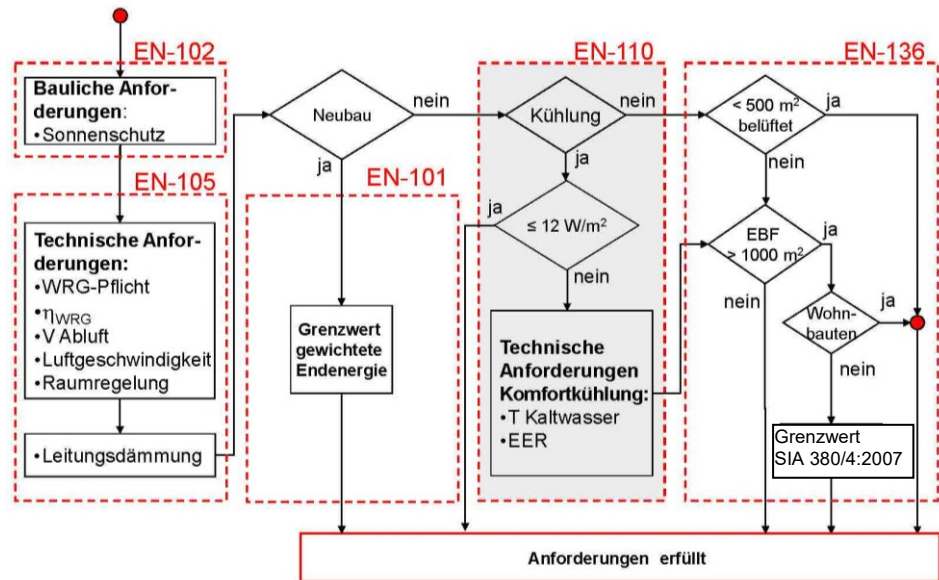 EN-102
Bauliche Anfor-
derungen:
•Sonnenschutz
EN-105
Technische Anfor-
derungen:
•WRG-Pflicht
•ηWRG
•V Abluft
•Luftgeschwindigkeit
•Raumregelung
•Leitungsdämmung
Neubau
nein
ja
EN-101
Grenzwert
gewichtete
Endenergie
EN-110
Kühlung
nein
ja
ja
≤ 12 W/m²
nein
Technische
Anforderungen
Komfortkühlung:
•T Kaltwasser
•EER
EN-136
< 500 m²
belüftet
ja
nein
EBF
> 1000 m²
ja
nein
Wohn-
bauten
ja
nein
Grenzwert
SIA 380/4:2007
Anforderungen erfüllt